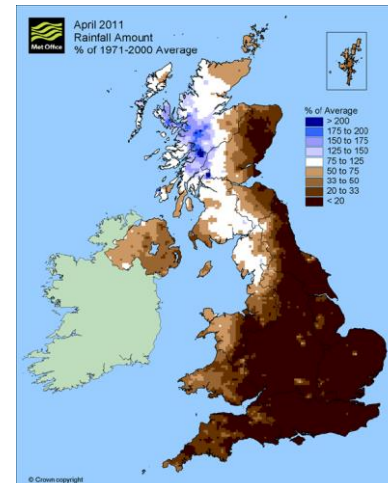 Met Office
April 2011
Rainfall Amount
% of 1971-2000 Average
% of Average
> 200
175 to 200
150 to 175
125 to 150
75 to 125
50 to 75
33 to 50
20 to 33
< 20
© Crown copyright